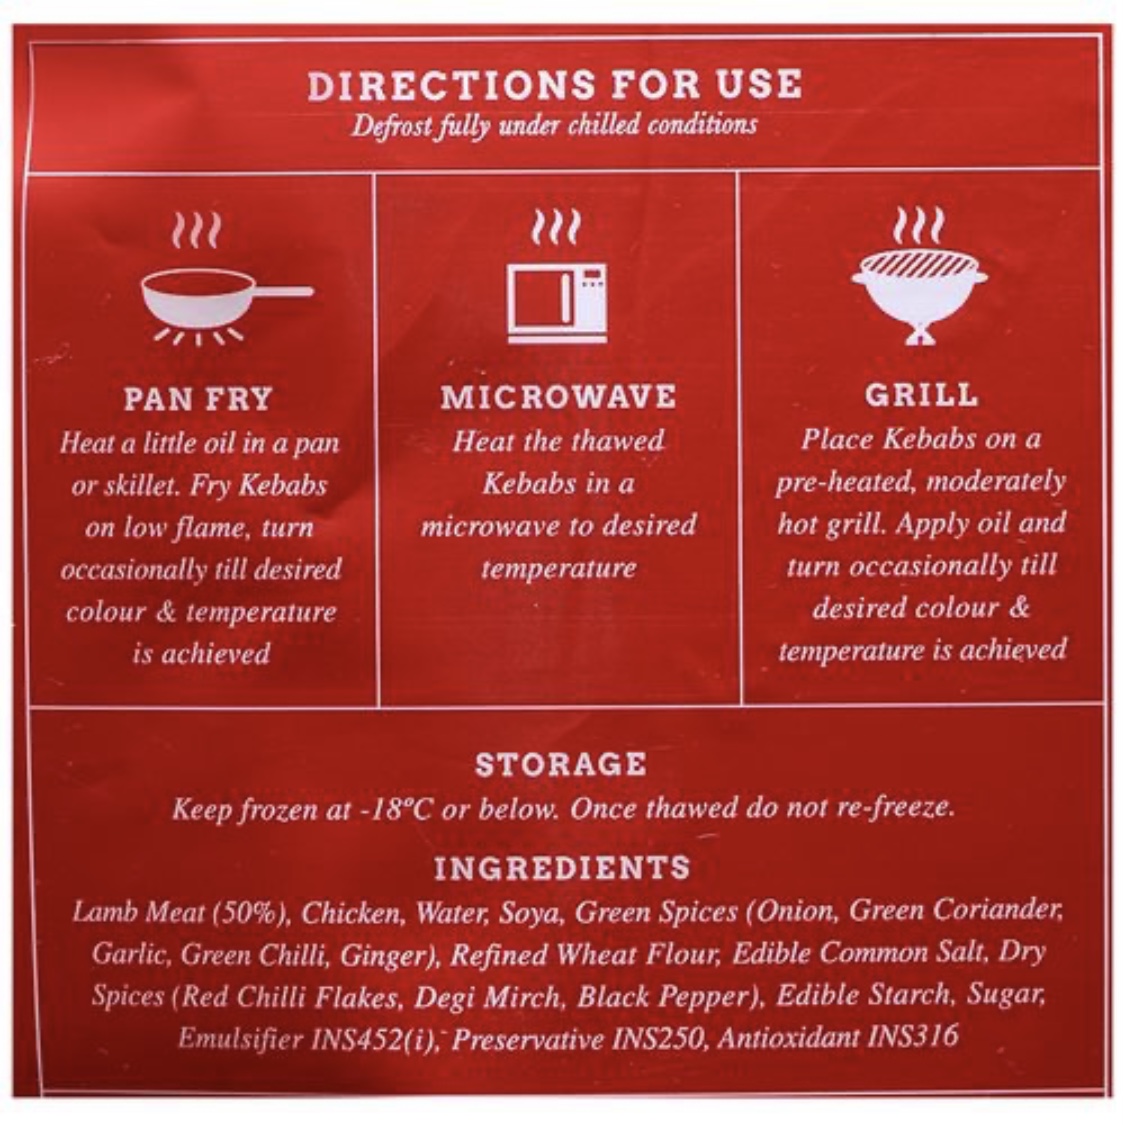 DIRECTIONS FOR USE
Defrost fully under chilled conditions
PAN FRY
Heat a little oil in a pan
or skillet. Fry Kebabs
on low flame, turn
occasionally till desired
colour & temperature
is achieved
MICROWAVE
Heat the thawed
Kebabs in a
microwave to desired
temperature
GRILL
Place Kebabs on a
pre-heated, moderately
hot grill. Apply oil and
turn occasionally till
desired colour &
temperature is achieved
STORAGE
Keep frozen at -18ºC or below. Once thawed do not re-freeze.
INGREDIENTS
Lamb Meat (50%), Chicken, Water, Soya, Green Spices (Onion, Green Coriander,
Garlic, Green Chilli, Ginger), Refined Wheat Flour, Edible Common Salt, Dry
Spices (Red Chilli Flakes, Degi Mirch, Black Pepper), Edible Starch, Sugar,
Emulsifier INS452(i), Preservative INS250, Antioxidant INS316